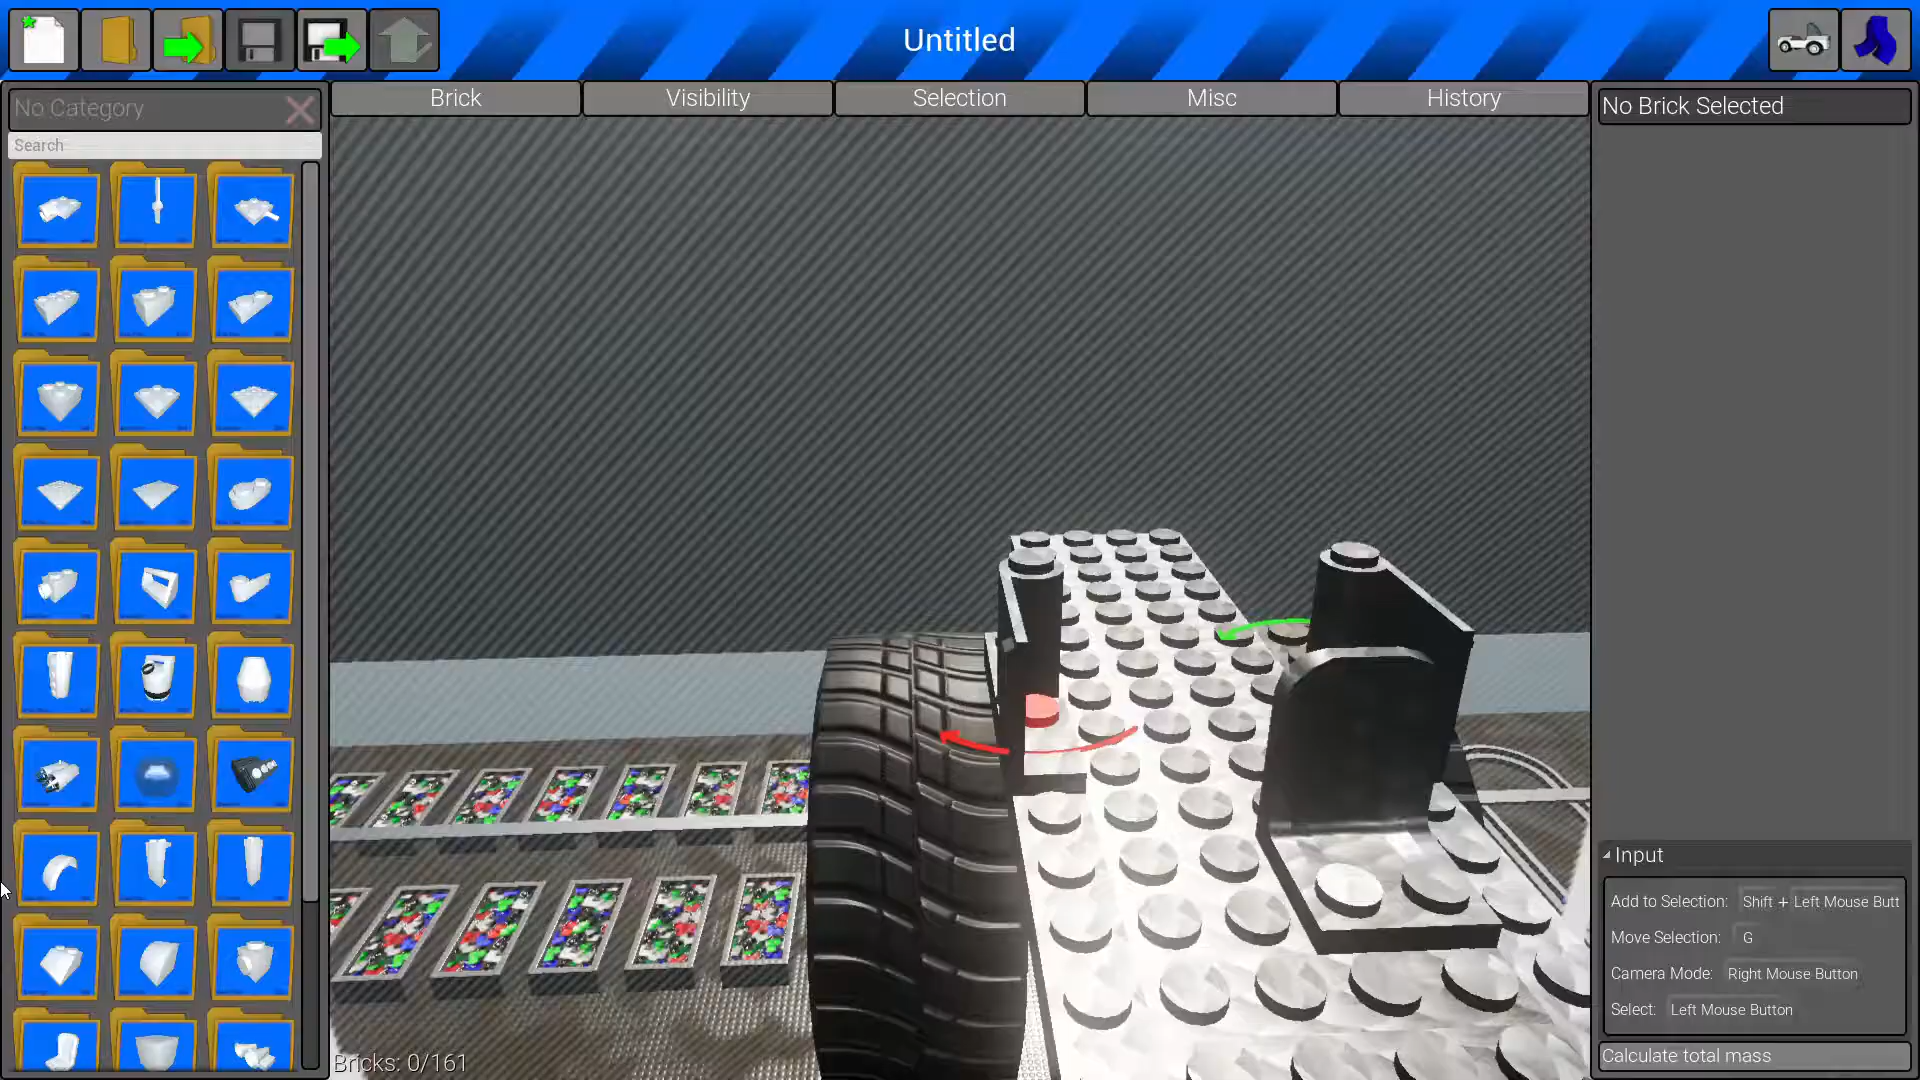 Untitled
No Category
Search
Brick
Visibility
Selection
Misc
History
No Brick Selected
Input
Add to Selection: Shift + Left Mouse Butt
Move Selection: G
Camera Mode: Right Mouse Button
Select: Left Mouse Button
Calculate total mass
Bricks: 0/161